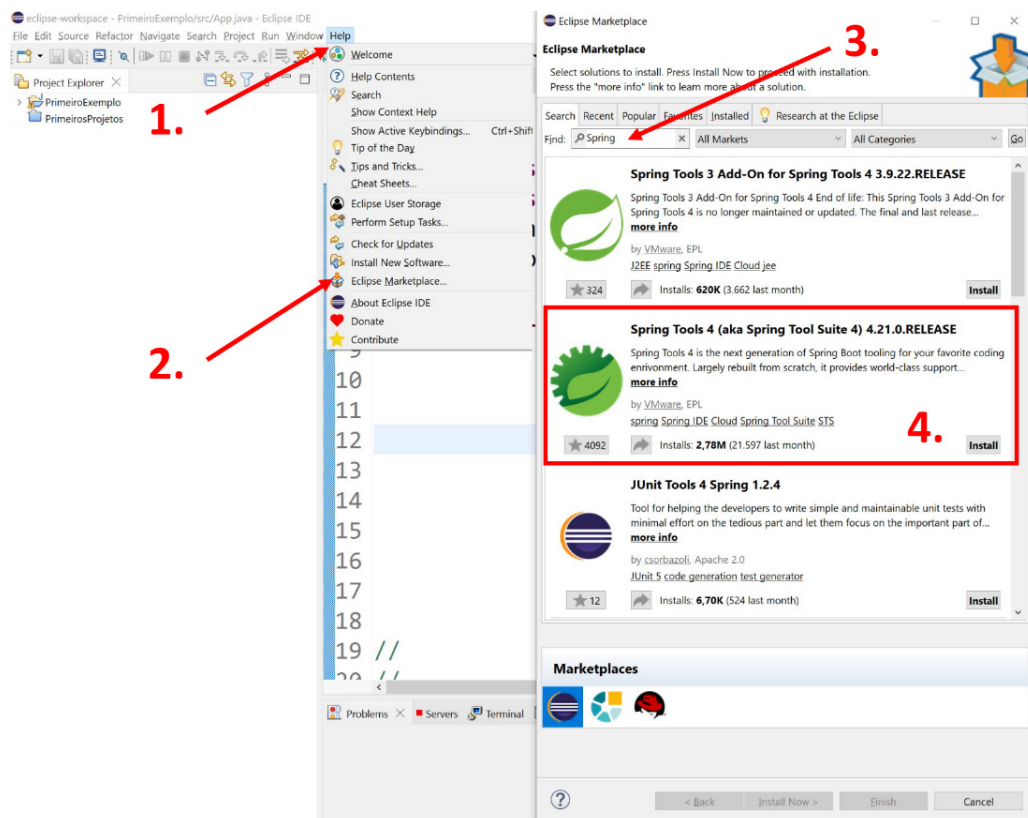 eclipse-workspace - PrimeiroExemplo/src/App.java - Eclipse IDE
File Edit Source Refactor Navigate Search Project Run Window Help
Project Explorer
PrimeiroExemplo
PrimeirosProjetos
1.
2.
Welcome
Help Contents
Search
Show Context Help
Show Active Keybindings... Ctrl+Shift
Tip of the Day
Tips and Tricks...
Cheat Sheets...
Eclipse User Storage
Perform Setup Tasks...
Check for Updates
Install New Software...
Eclipse Marketplace...
About Eclipse IDE
Donate
Contribute
9
10
11
12
13
14
15
16
17
18
19 //
20 //
Problems Servers Terminal
Eclipse Marketplace
3.
Eclipse Marketplace
Select solutions to install. Press Install Now to proceed with installation.
Press the "more info" link to learn more about a solution.
Search Recent Popular Favorites Installed Research at the Eclipse
Find: Spring All Markets All Categories Go
Spring Tools 3 Add-On for Spring Tools 4 3.9.22.RELEASE
Spring Tools 3 Add-On for Spring Tools 4 End of life: This Spring Tools 3 Add-On for
Spring Tools 4 is no longer maintained or updated. The final and last release...
more info
by VMware, EPL
J2EE spring Spring IDE Cloud jee
324 Installs: 620K (3.662 last month) Install
Spring Tools 4 (aka Spring Tool Suite 4) 4.21.0.RELEASE
Spring Tools 4 is the next generation of Spring Boot tooling for your favorite coding
enrivonment. Largely rebuilt from scratch, it provides world-class support...
more info
by VMware, EPL
spring Spring IDE Cloud Spring Tool Suite STS
4.
4092 Installs: 2,78M (21.597 last month) Install
JUnit Tools 4 Spring 1.2.4
Tool for helping the developers to write simple and maintainable unit tests with
minimal effort on the tedious part and let them focus on the important part of...
more info
by csorbazoli, Apache 2.0
JUnit 5 code generation test generator
12 Installs: 6,70K (524 last month) Install
Marketplaces
< Back Install Now > Finish Cancel